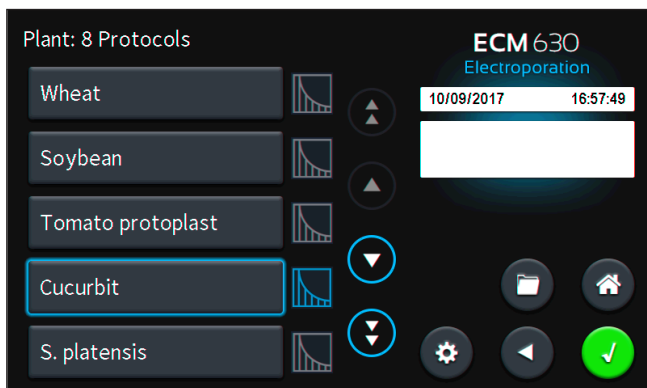 Plant: 8 Protocols
Wheat
Soybean
Tomato protoplast
Cucurbit
S. platensis
ECM 630
Electroporation
10/09/2017 16:57:49